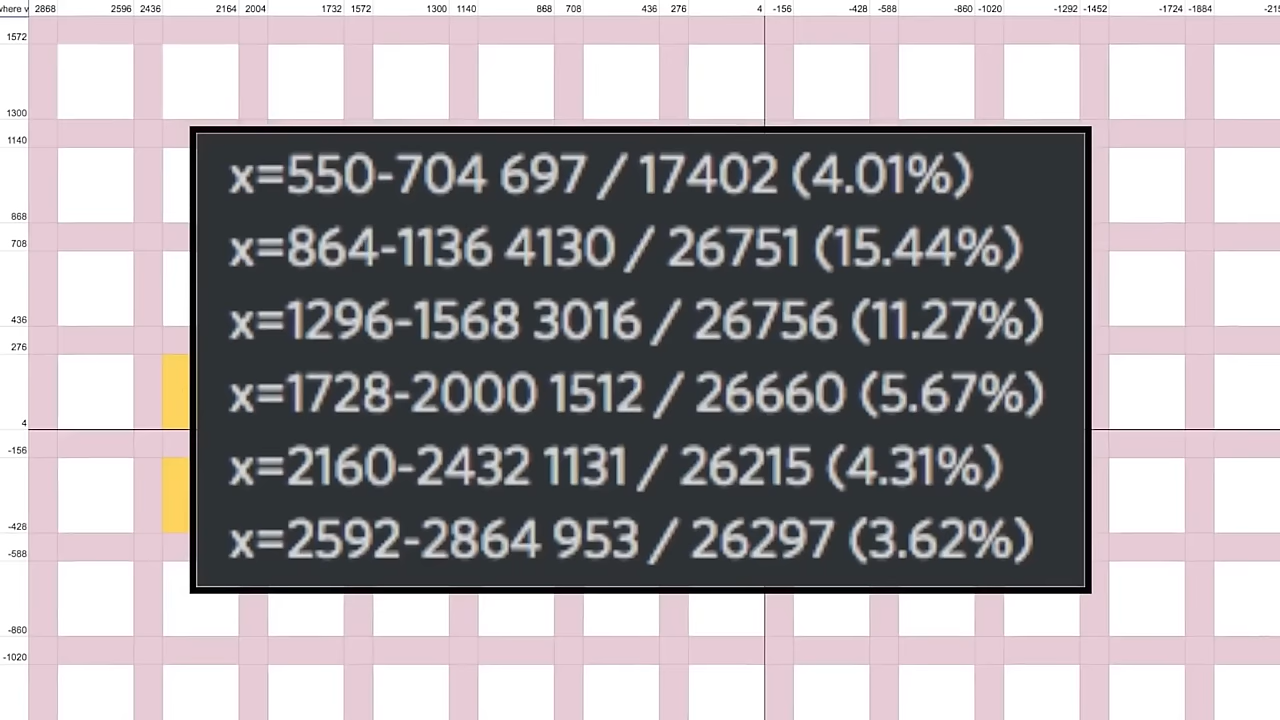 where v 2868 2596 2436 2164 2004 1732 1572 1300 1140 868 708 436 276 4 -156 -428 -588 -860 -1020 -1292 -1452 -1724 -1884
1572
1300
1140
868
708
436
276
4
-156
-428
-588
-860
-1020
x=550-704 697 / 17402 (4.01%)
x=864-1136 4130 / 26751 (15.44%)
x=1296-1568 3016 / 26756 (11.27%)
x=1728-2000 1512 / 26660 (5.67%)
x=2160-2432 1131 / 26215 (4.31%)
x=2592-2864 953 / 26297 (3.62%)